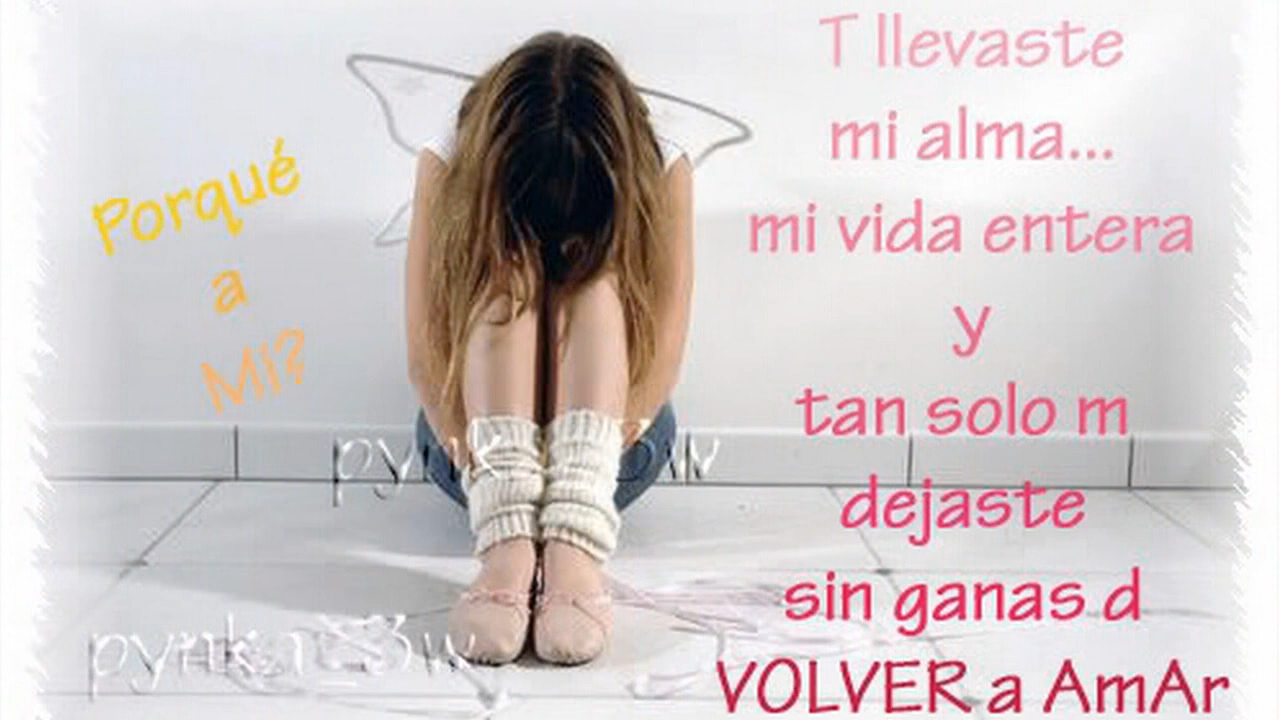 Porqué
a
Mi?
T llevaste
mi alma...
mi vida entera
y
tan solo m
dejaste
sin ganas d
VOLVER a AmAr